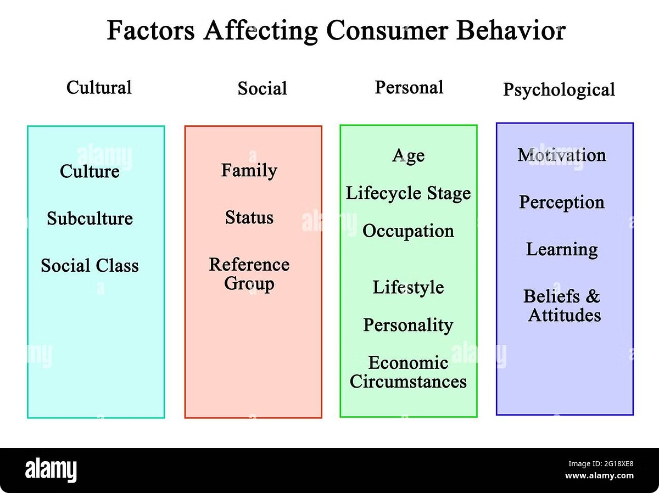 Factors Affecting Consumer Behavior
Cultural
Social
Personal
Psychological
Culture
Subculture
Social Class
Family
Status
Reference
Group
Age
Lifecycle Stage
Occupation
Lifestyle
Personality
Economic
Circumstances
Motivation
Perception
Learning
Beliefs &
Attitudes
alamy
Image ID: 2G18XE8
www.alamy.com